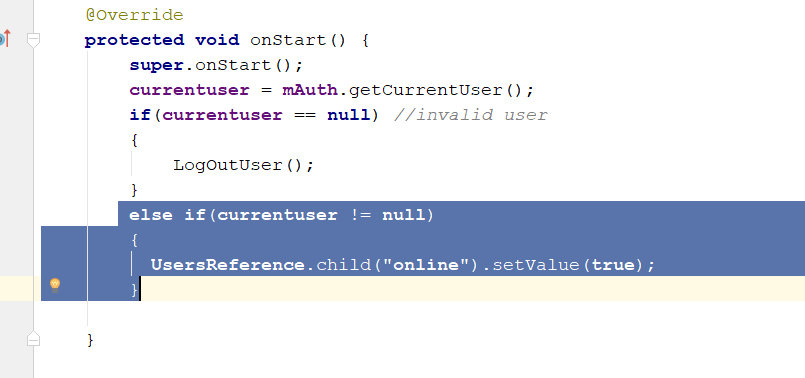 @Override
protected void onStart() {
super.onStart();
currentuser = mAuth.getCurrentUser();
if(currentuser == null) //invalid user
{
LogOutUser();
}
else if(currentuser != null)
{
UsersReference.child("online").setValue(true);
}
}